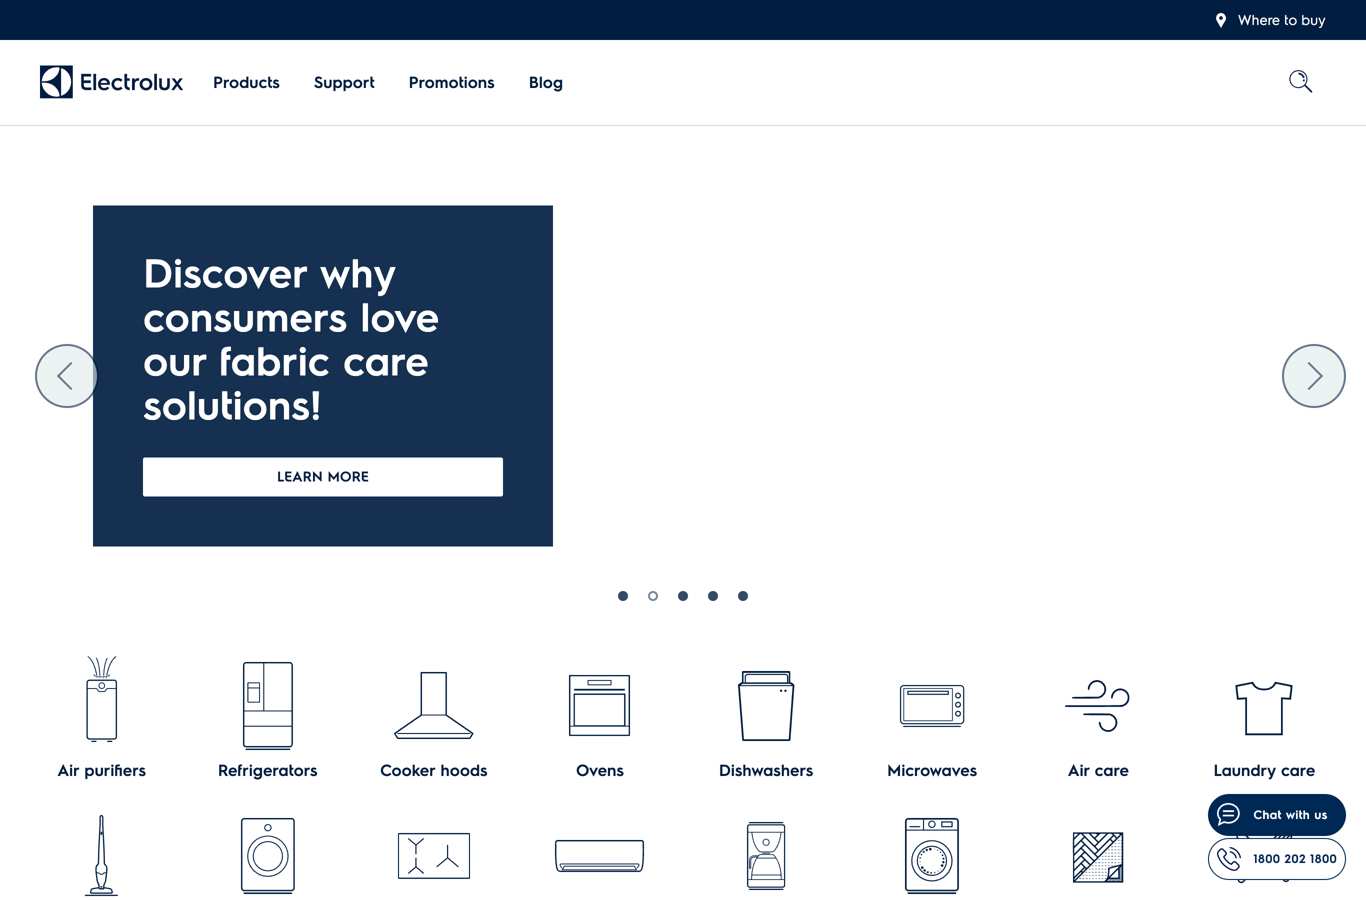 Where to buy
Electrolux
Products
Support
Promotions
Blog
Discover why
consumers love
our fabric care
solutions!
LEARN MORE
Air purifiers
Refrigerators
Cooker hoods
Ovens
Dishwashers
Microwaves
Air care
Laundry care
Chat with us
1800 202 1800